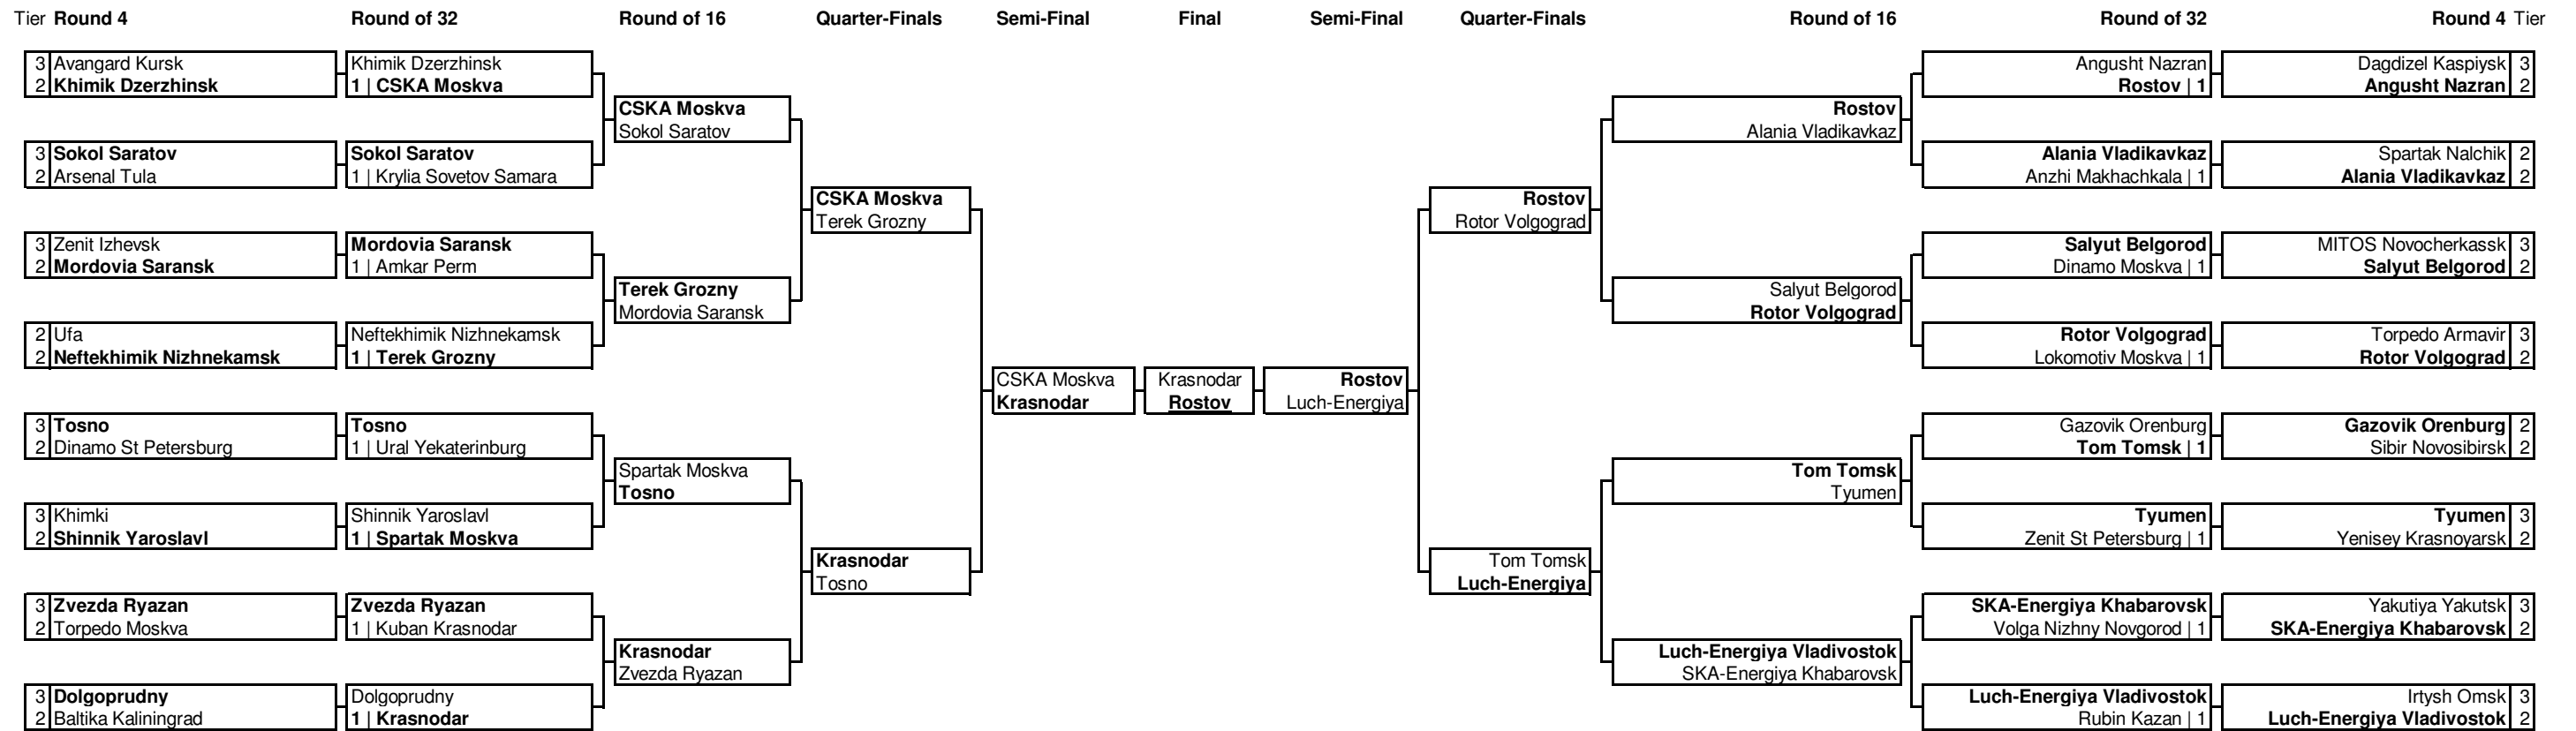 Tier Round 4 Round of 32 Round of 16 Quarter-Finals Semi-Final Final Semi-Final Quarter-Finals Round of 16 Round of 32 Round 4 Tier
3 Avangard Kursk Khimik Dzerzhinsk Angusht Nazran Dagdizel Kaspiysk 3
2 Khimik Dzerzhinsk 1 | CSKA Moskva Rostov | 1 Angusht Nazran 2
CSKA Moskva Rostov
Sokol Saratov Alania Vladikavkaz
3 Sokol Saratov Sokol Saratov Alania Vladikavkaz Spartak Nalchik 2
2 Arsenal Tula 1 | Krylia Sovetov Samara Anzhi Makhachkala | 1 Alania Vladikavkaz 2
CSKA Moskva Rostov
Terek Grozny Rotor Volgograd
3 Zenit Izhevsk Mordovia Saransk Salyut Belgorod MITOS Novocherkassk 3
2 Mordovia Saransk 1 | Amkar Perm Dinamo Moskva | 1 Salyut Belgorod 2
Terek Grozny Salyut Belgorod
Mordovia Saransk Rotor Volgograd
2 Ufa Neftekhimik Nizhnekamsk Rotor Volgograd Torpedo Armavir 3
2 Neftekhimik Nizhnekamsk 1 | Terek Grozny Lokomotiv Moskva | 1 Rotor Volgograd 2
CSKA Moskva Krasnodar Rostov
Krasnodar Rostov Luch-Energiya
3 Tosno Tosno Gazovik Orenburg Gazovik Orenburg 2
2 Dinamo St Petersburg 1 | Ural Yekaterinburg Tom Tomsk | 1 Sibir Novosibirsk 2
Spartak Moskva Tom Tomsk
Tosno Tyumen
3 Khimki Shinnik Yaroslavl Tyumen Tyumen 3
2 Shinnik Yaroslavl 1 | Spartak Moskva Zenit St Petersburg | 1 Yenisey Krasnoyarsk 2
Krasnodar Tom Tomsk
Tosno Luch-Energiya
3 Zvezda Ryazan Zvezda Ryazan SKA-Energiya Khabarovsk Yakutiya Yakutsk 3
2 Torpedo Moskva 1 | Kuban Krasnodar Volga Nizhny Novgorod | 1 SKA-Energiya Khabarovsk 2
Krasnodar Luch-Energiya Vladivostok
Zvezda Ryazan SKA-Energiya Khabarovsk
3 Dolgoprudny Dolgoprudny Luch-Energiya Vladivostok Irtysh Omsk 3
2 Baltika Kaliningrad 1 | Krasnodar Rubin Kazan | 1 Luch-Energiya Vladivostok 2